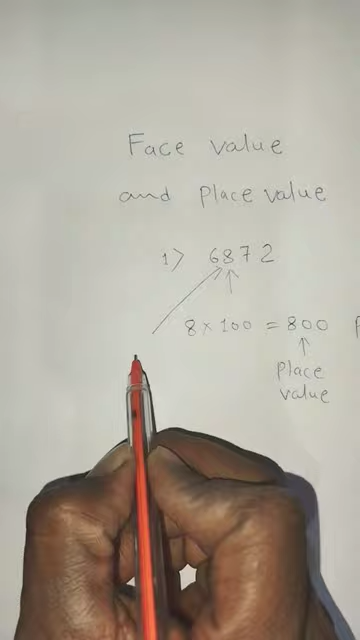 Face value
and Place value
1) 6872
8 × 100 = 800
Place
value